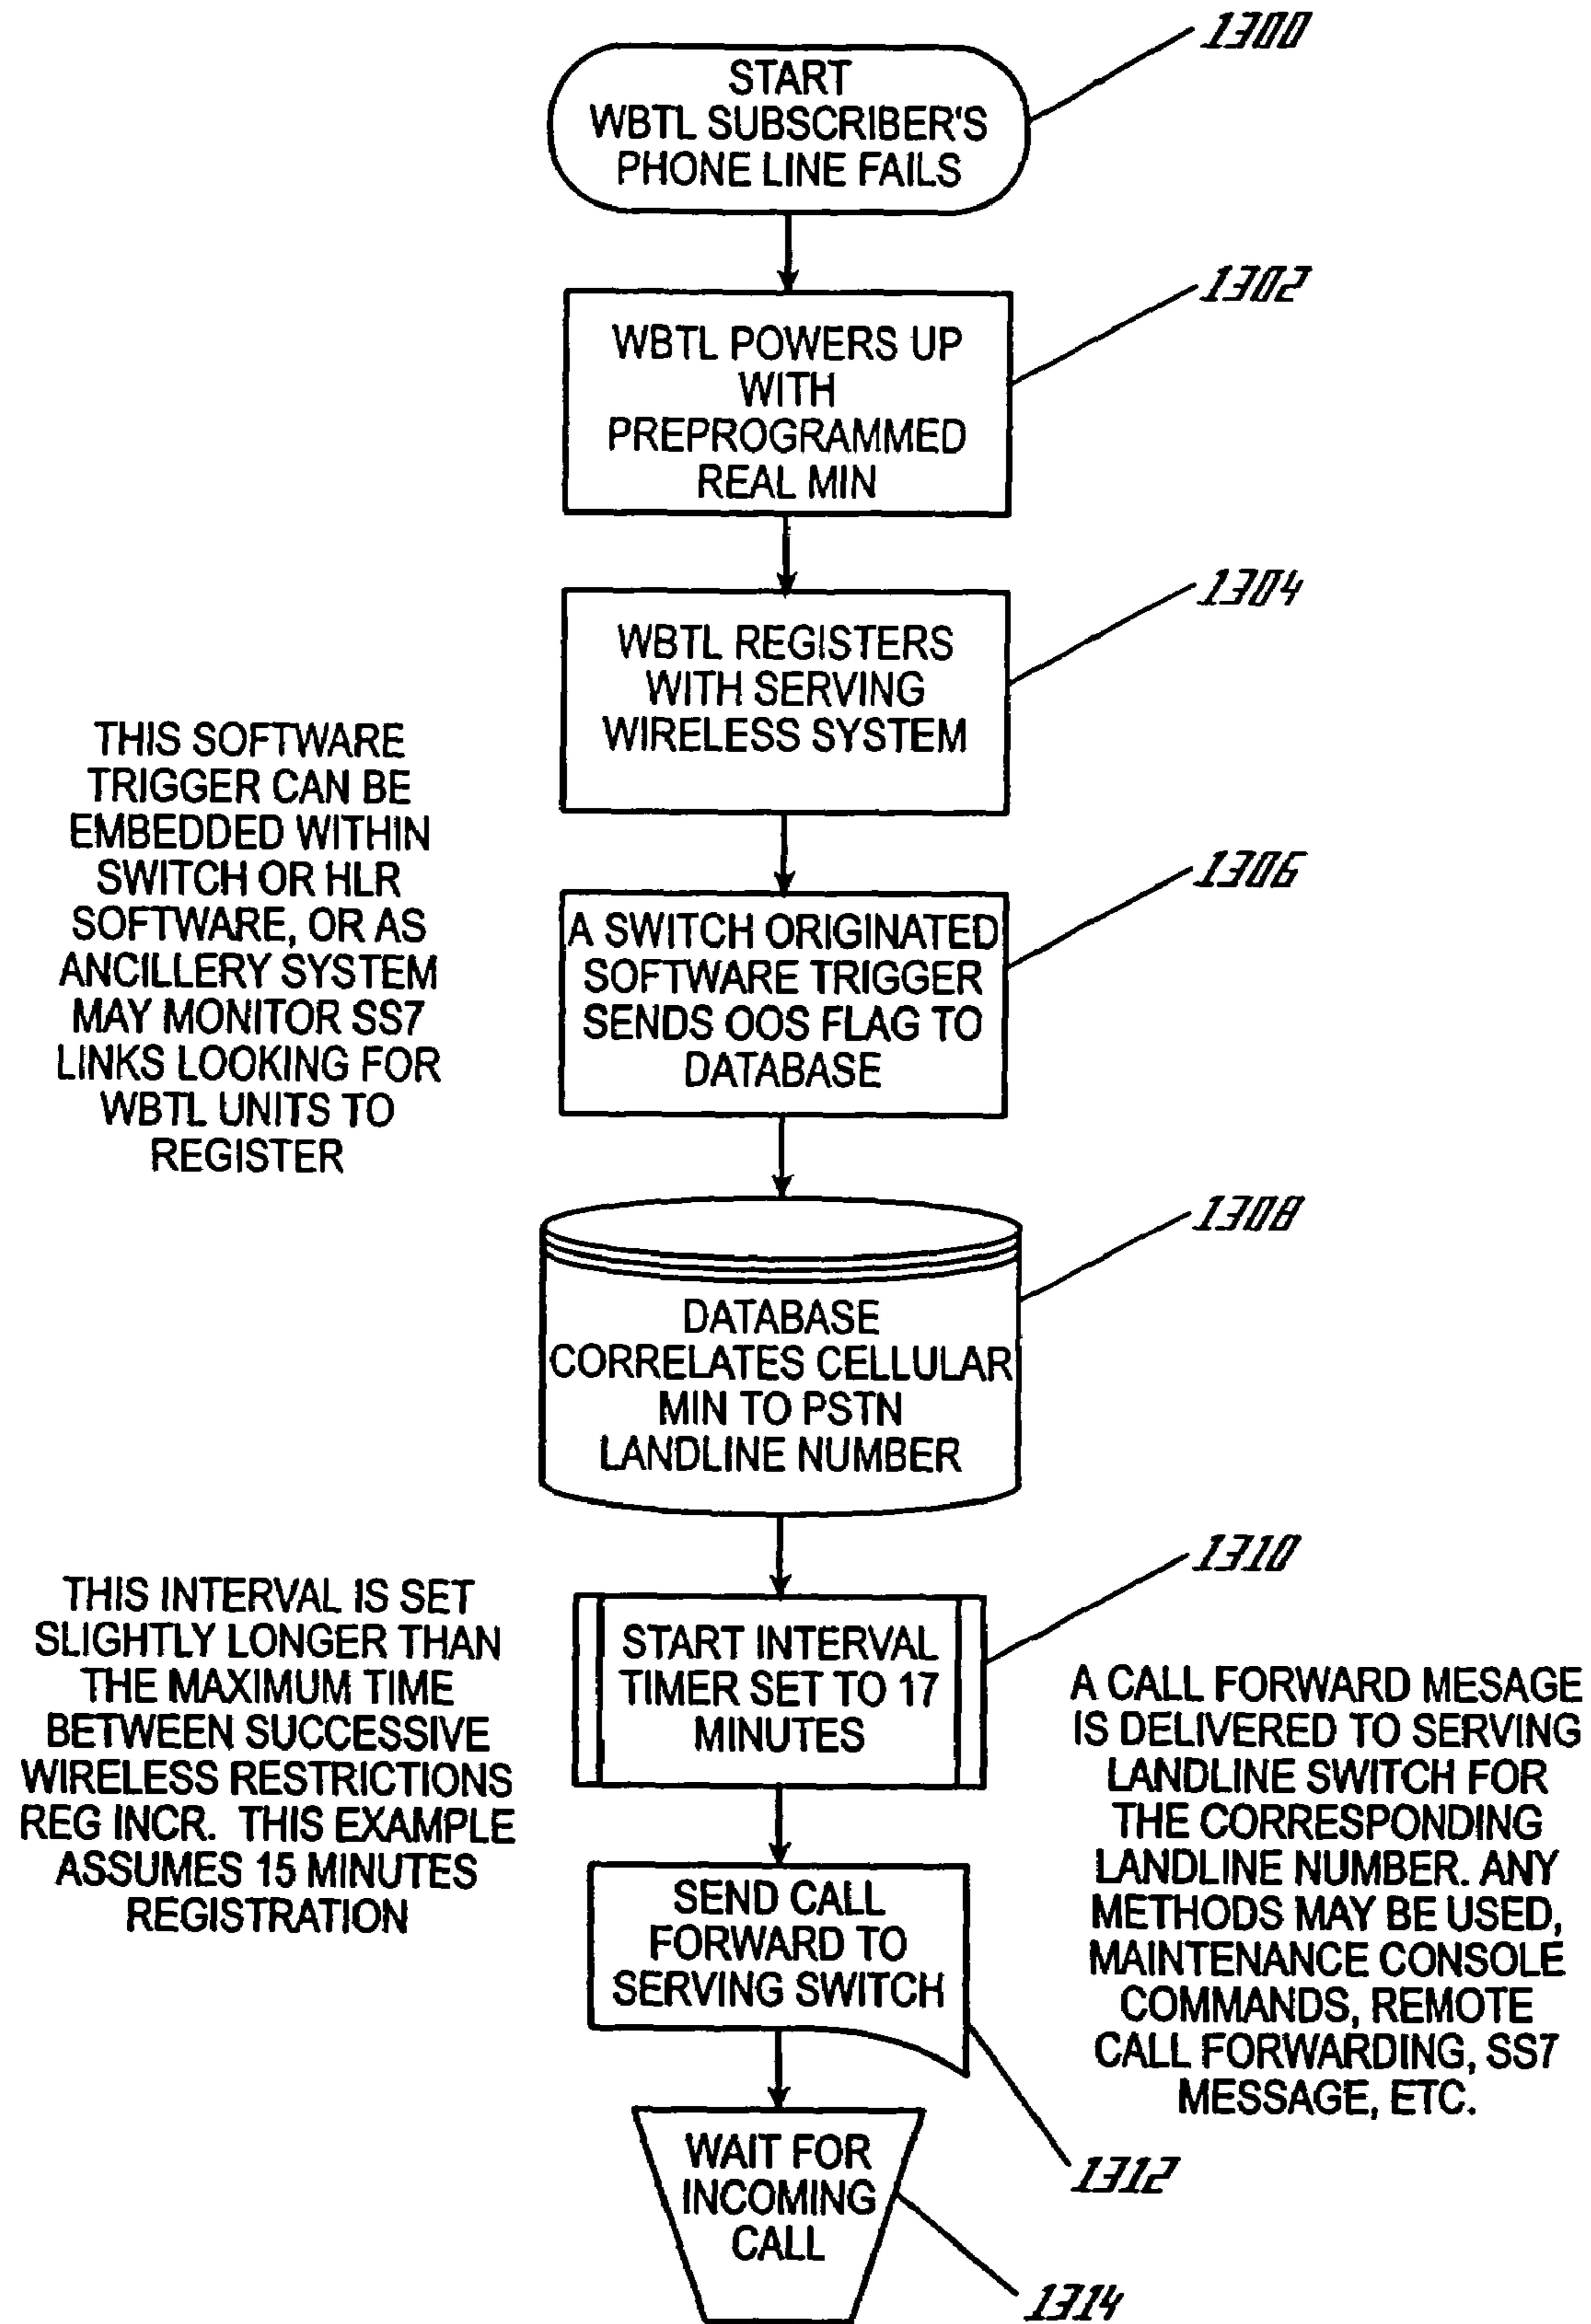 1300
START
WBTL SUBSCRIBER'S
PHONE LINE FAILS
1302
WBTL POWERS UP
WITH
PREPROGRAMMED
REAL MIN
1304
WBTL REGISTERS
WITH SERVING
WIRELESS SYSTEM
THIS SOFTWARE
TRIGGER CAN BE
EMBEDDED WITHIN
SWITCH OR HLR
SOFTWARE, OR AS
ANCILLERY SYSTEM
MAY MONITOR SS7
LINKS LOOKING FOR
WBTL UNITS TO
REGISTER
1306
A SWITCH ORIGINATED
SOFTWARE TRIGGER
SENDS OOS FLAG TO
DATABASE
1308
DATABASE
CORRELATES CELLULAR
MIN TO PSTN
LANDLINE NUMBER
1310
THIS INTERVAL IS SET
SLIGHTLY LONGER THAN
THE MAXIMUM TIME
BETWEEN SUCCESSIVE
WIRELESS RESTRICTIONS
REG INCR. THIS EXAMPLE
ASSUMES 15 MINUTES
REGISTRATION
START INTERVAL
TIMER SET TO 17
MINUTES
A CALL FORWARD MESAGE
IS DELIVERED TO SERVING
LANDLINE SWITCH FOR
THE CORRESPONDING
LANDLINE NUMBER. ANY
METHODS MAY BE USED,
MAINTENANCE CONSOLE
COMMANDS, REMOTE
CALL FORWARDING, SS7
MESSAGE, ETC.
SEND CALL
FORWARD TO
SERVING SWITCH
1312
WAIT FOR
INCOMING
CALL
1314